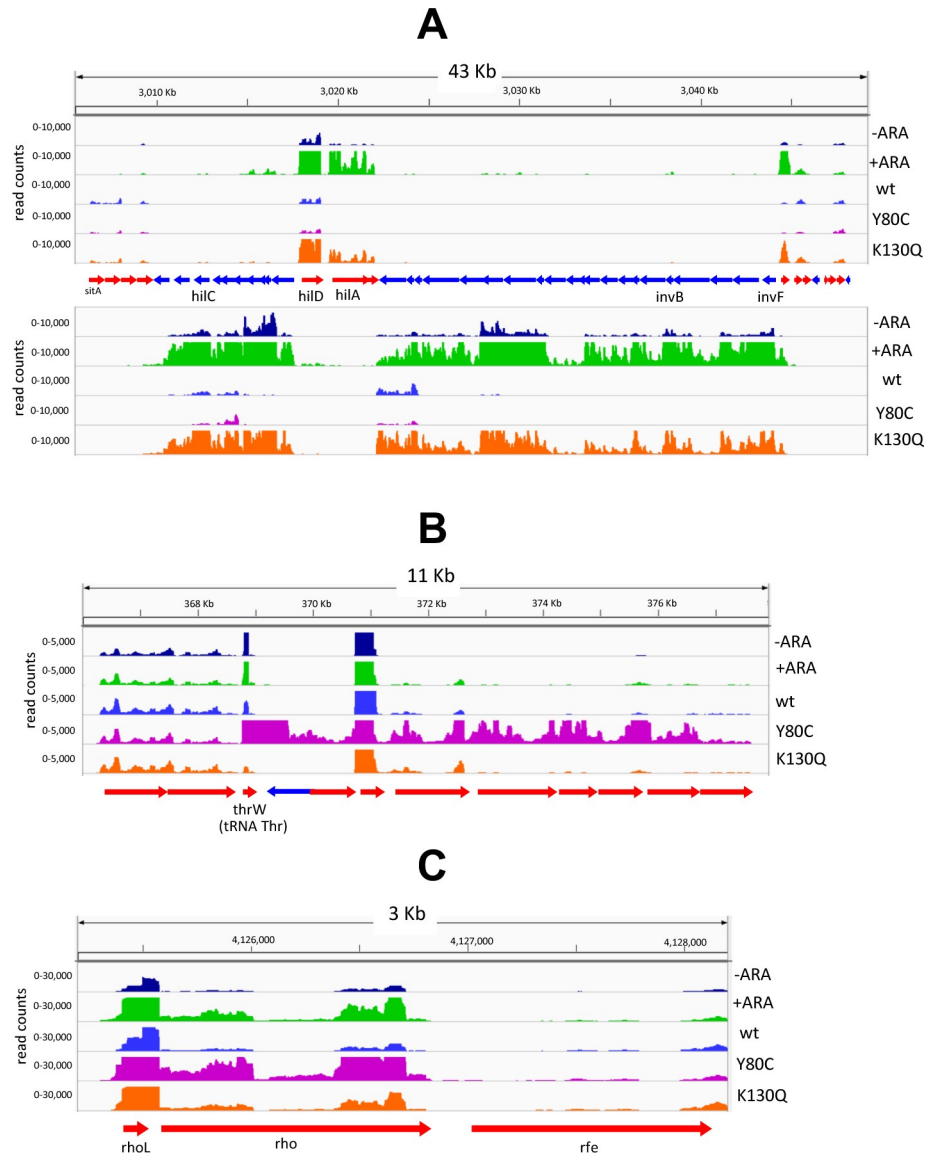 A
43 Kb
3,010 Kb 3,020 Kb 3,030 Kb 3,040 Kb
read counts
0-10,000 -ARA
0-10,000 +ARA
0-10,000 wt
0-10,000 Y80C
0-10,000 K130Q
sitA hilC hilD hilA invB invF
read counts
0-10,000 -ARA
0-10,000 +ARA
0-10,000 wt
0-10,000 Y80C
0-10,000 K130Q
B
11 Kb
368 Kb 370 Kb 372 Kb 374 Kb 376 Kb
read counts
0-5,000 -ARA
0-5,000 +ARA
0-5,000 wt
0-5,000 Y80C
0-5,000 K130Q
thrW
(tRNA Thr)
C
3 Kb
4,126,000 4,127,000 4,128,000
read counts
0-30,000 -ARA
0-30,000 +ARA
0-30,000 wt
0-30,000 Y80C
0-30,000 K130Q
rhoL rho rfe